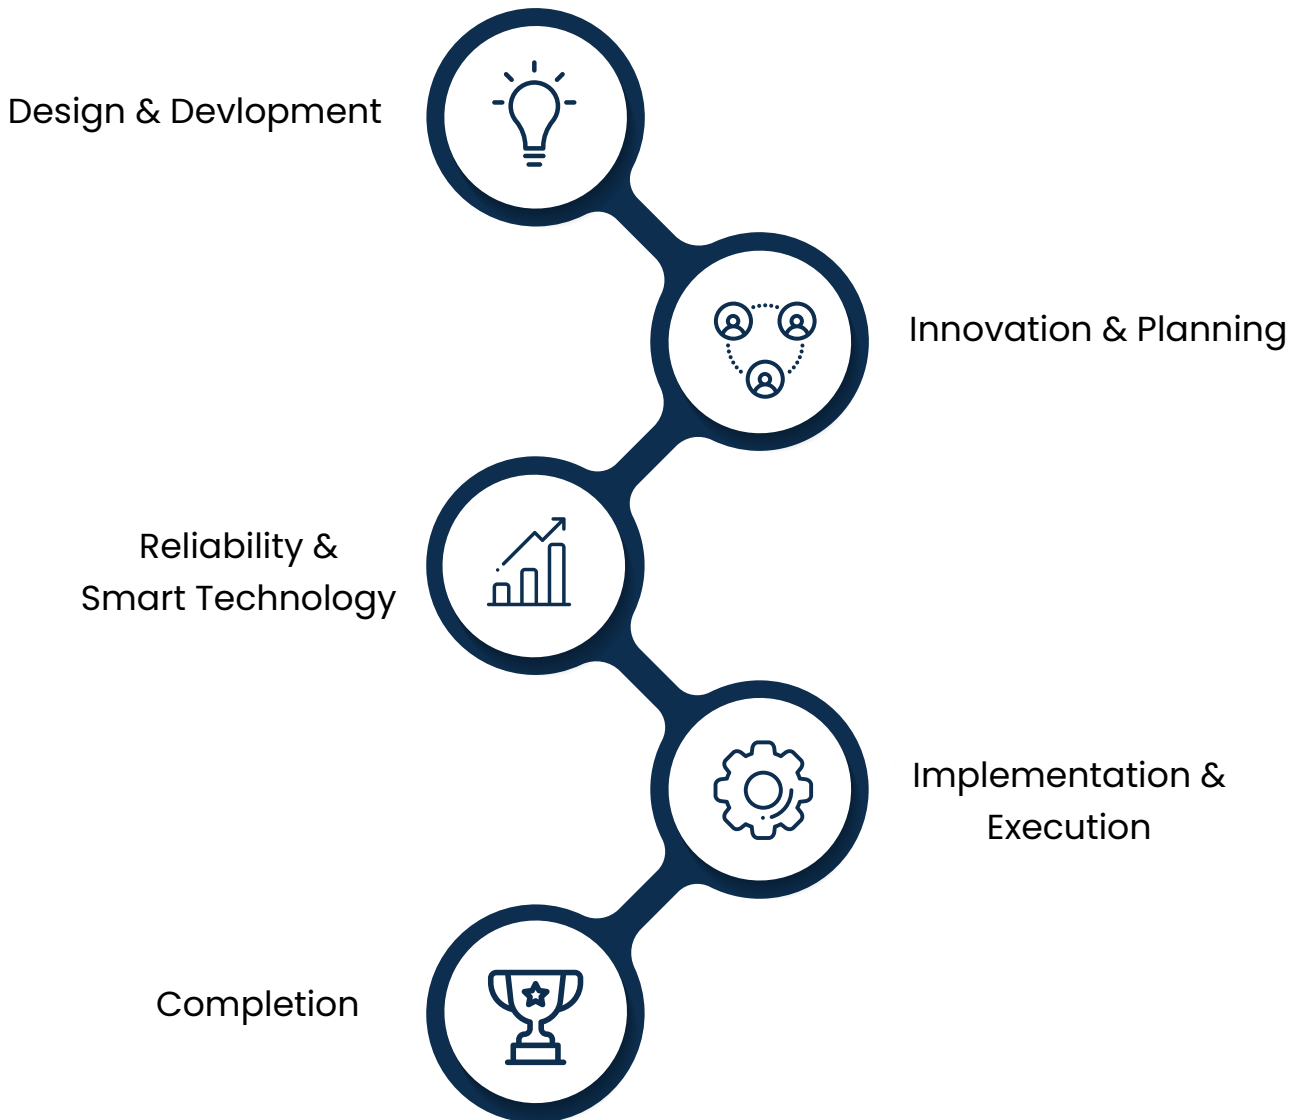 Design & Devlopment
Innovation & Planning
Reliability &
Smart Technology
Implementation &
Execution
Completion